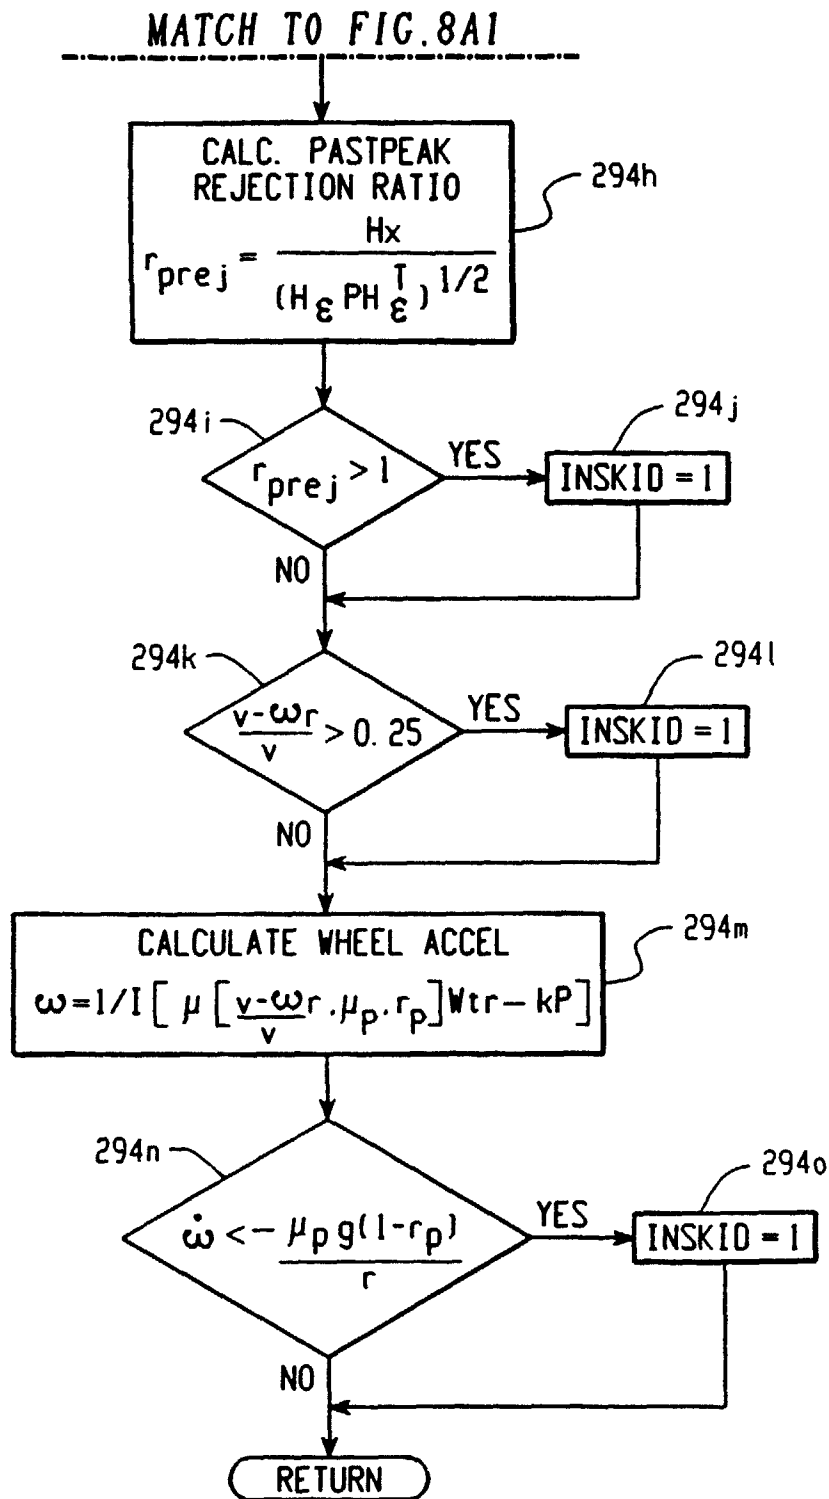 MATCH TO FIG.8A1
CALC. PASTPEAK
REJECTION RATIO
r_prej = Hx / (H_ε PH_ε^T)^1/2
294h
294i
r_prej > 1
YES
294j
INSKID = 1
NO
294k
v-ωr / v > 0.25
YES
294l
INSKID = 1
NO
CALCULATE WHEEL ACCEL
ω=1/I[ μ [ v-ωr / v . μ_p . r_p ]Wtr - kP ]
294m
294n
ω̇ < - μ_p g(1-r_p) / r
YES
294o
INSKID = 1
NO
RETURN